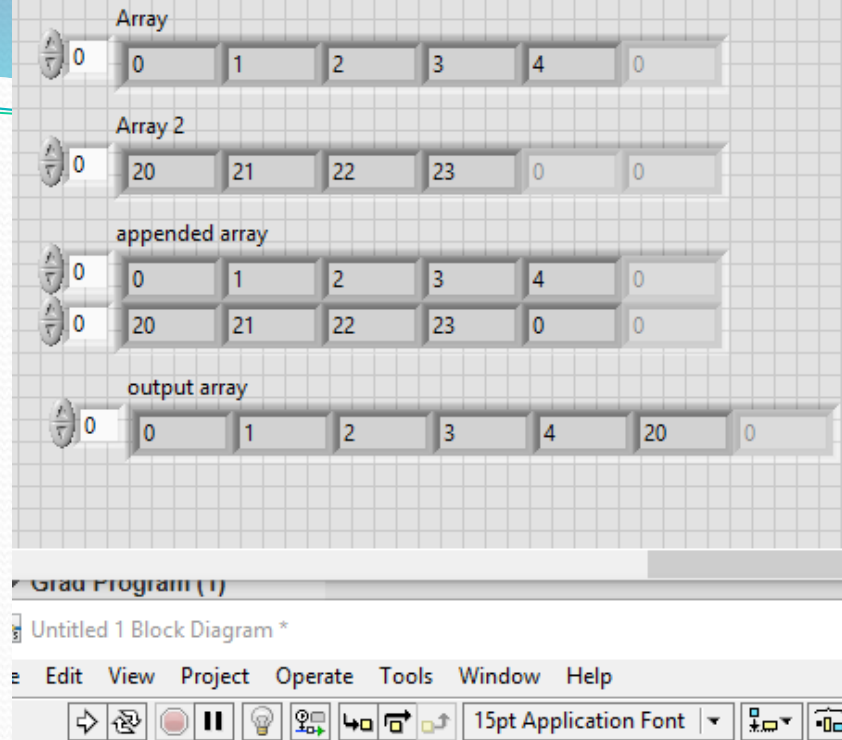 Array
0 0 1 2 3 4 0
Array 2
0 20 21 22 23 0 0
appended array
0 0 1 2 3 4 0
0 20 21 22 23 0 0
output array
0 0 1 2 3 4 20 0
Grad Program (1)
Untitled 1 Block Diagram *
e Edit View Project Operate Tools Window Help
15pt Application Font